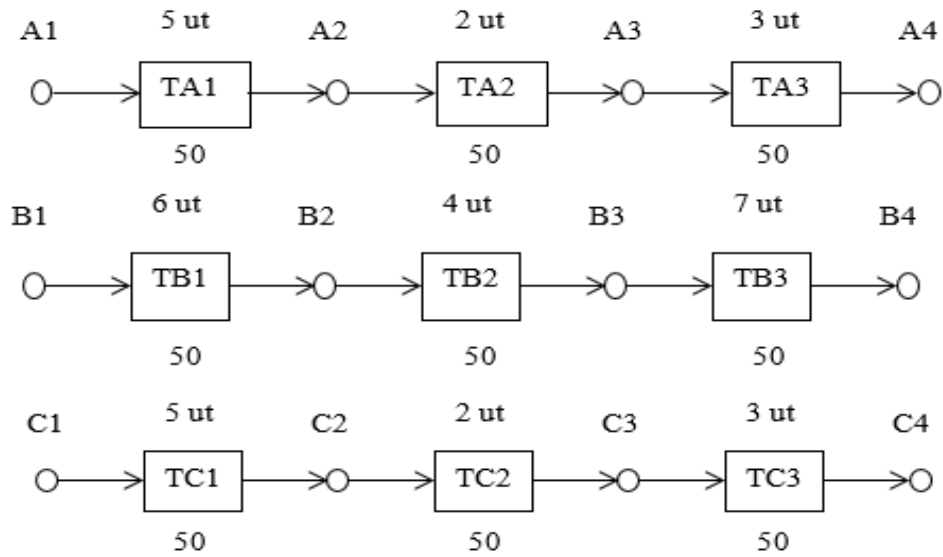 5 ut 2 ut 3 ut
A1 A2 A3 A4
TA1 TA2 TA3
50 50 50
6 ut 4 ut 7 ut
B1 B2 B3 B4
TB1 TB2 TB3
50 50 50
5 ut 2 ut 3 ut
C1 C2 C3 C4
TC1 TC2 TC3
50 50 50